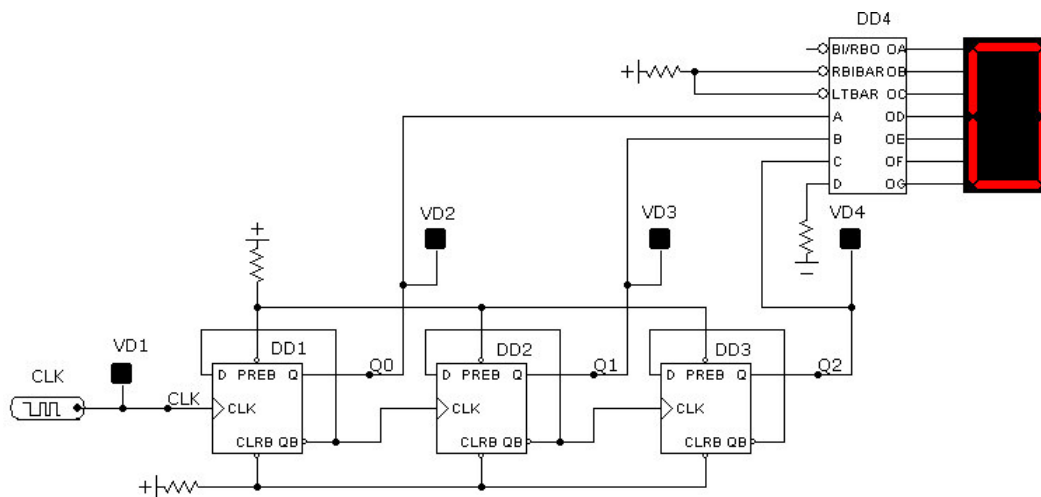 DD4
BI/RBO OA
RBIBAR OB
LTBAR OC
A OD
B OE
C OF
D OG
VD2
VD3
VD4
VD1
DD1
DD2
DD3
Q0
Q1
Q2
CLK
CLK
D PREB Q
CLK
CLRB QB
D PREB Q
CLK
CLRB QB
D PREB Q
CLK
CLRB QB